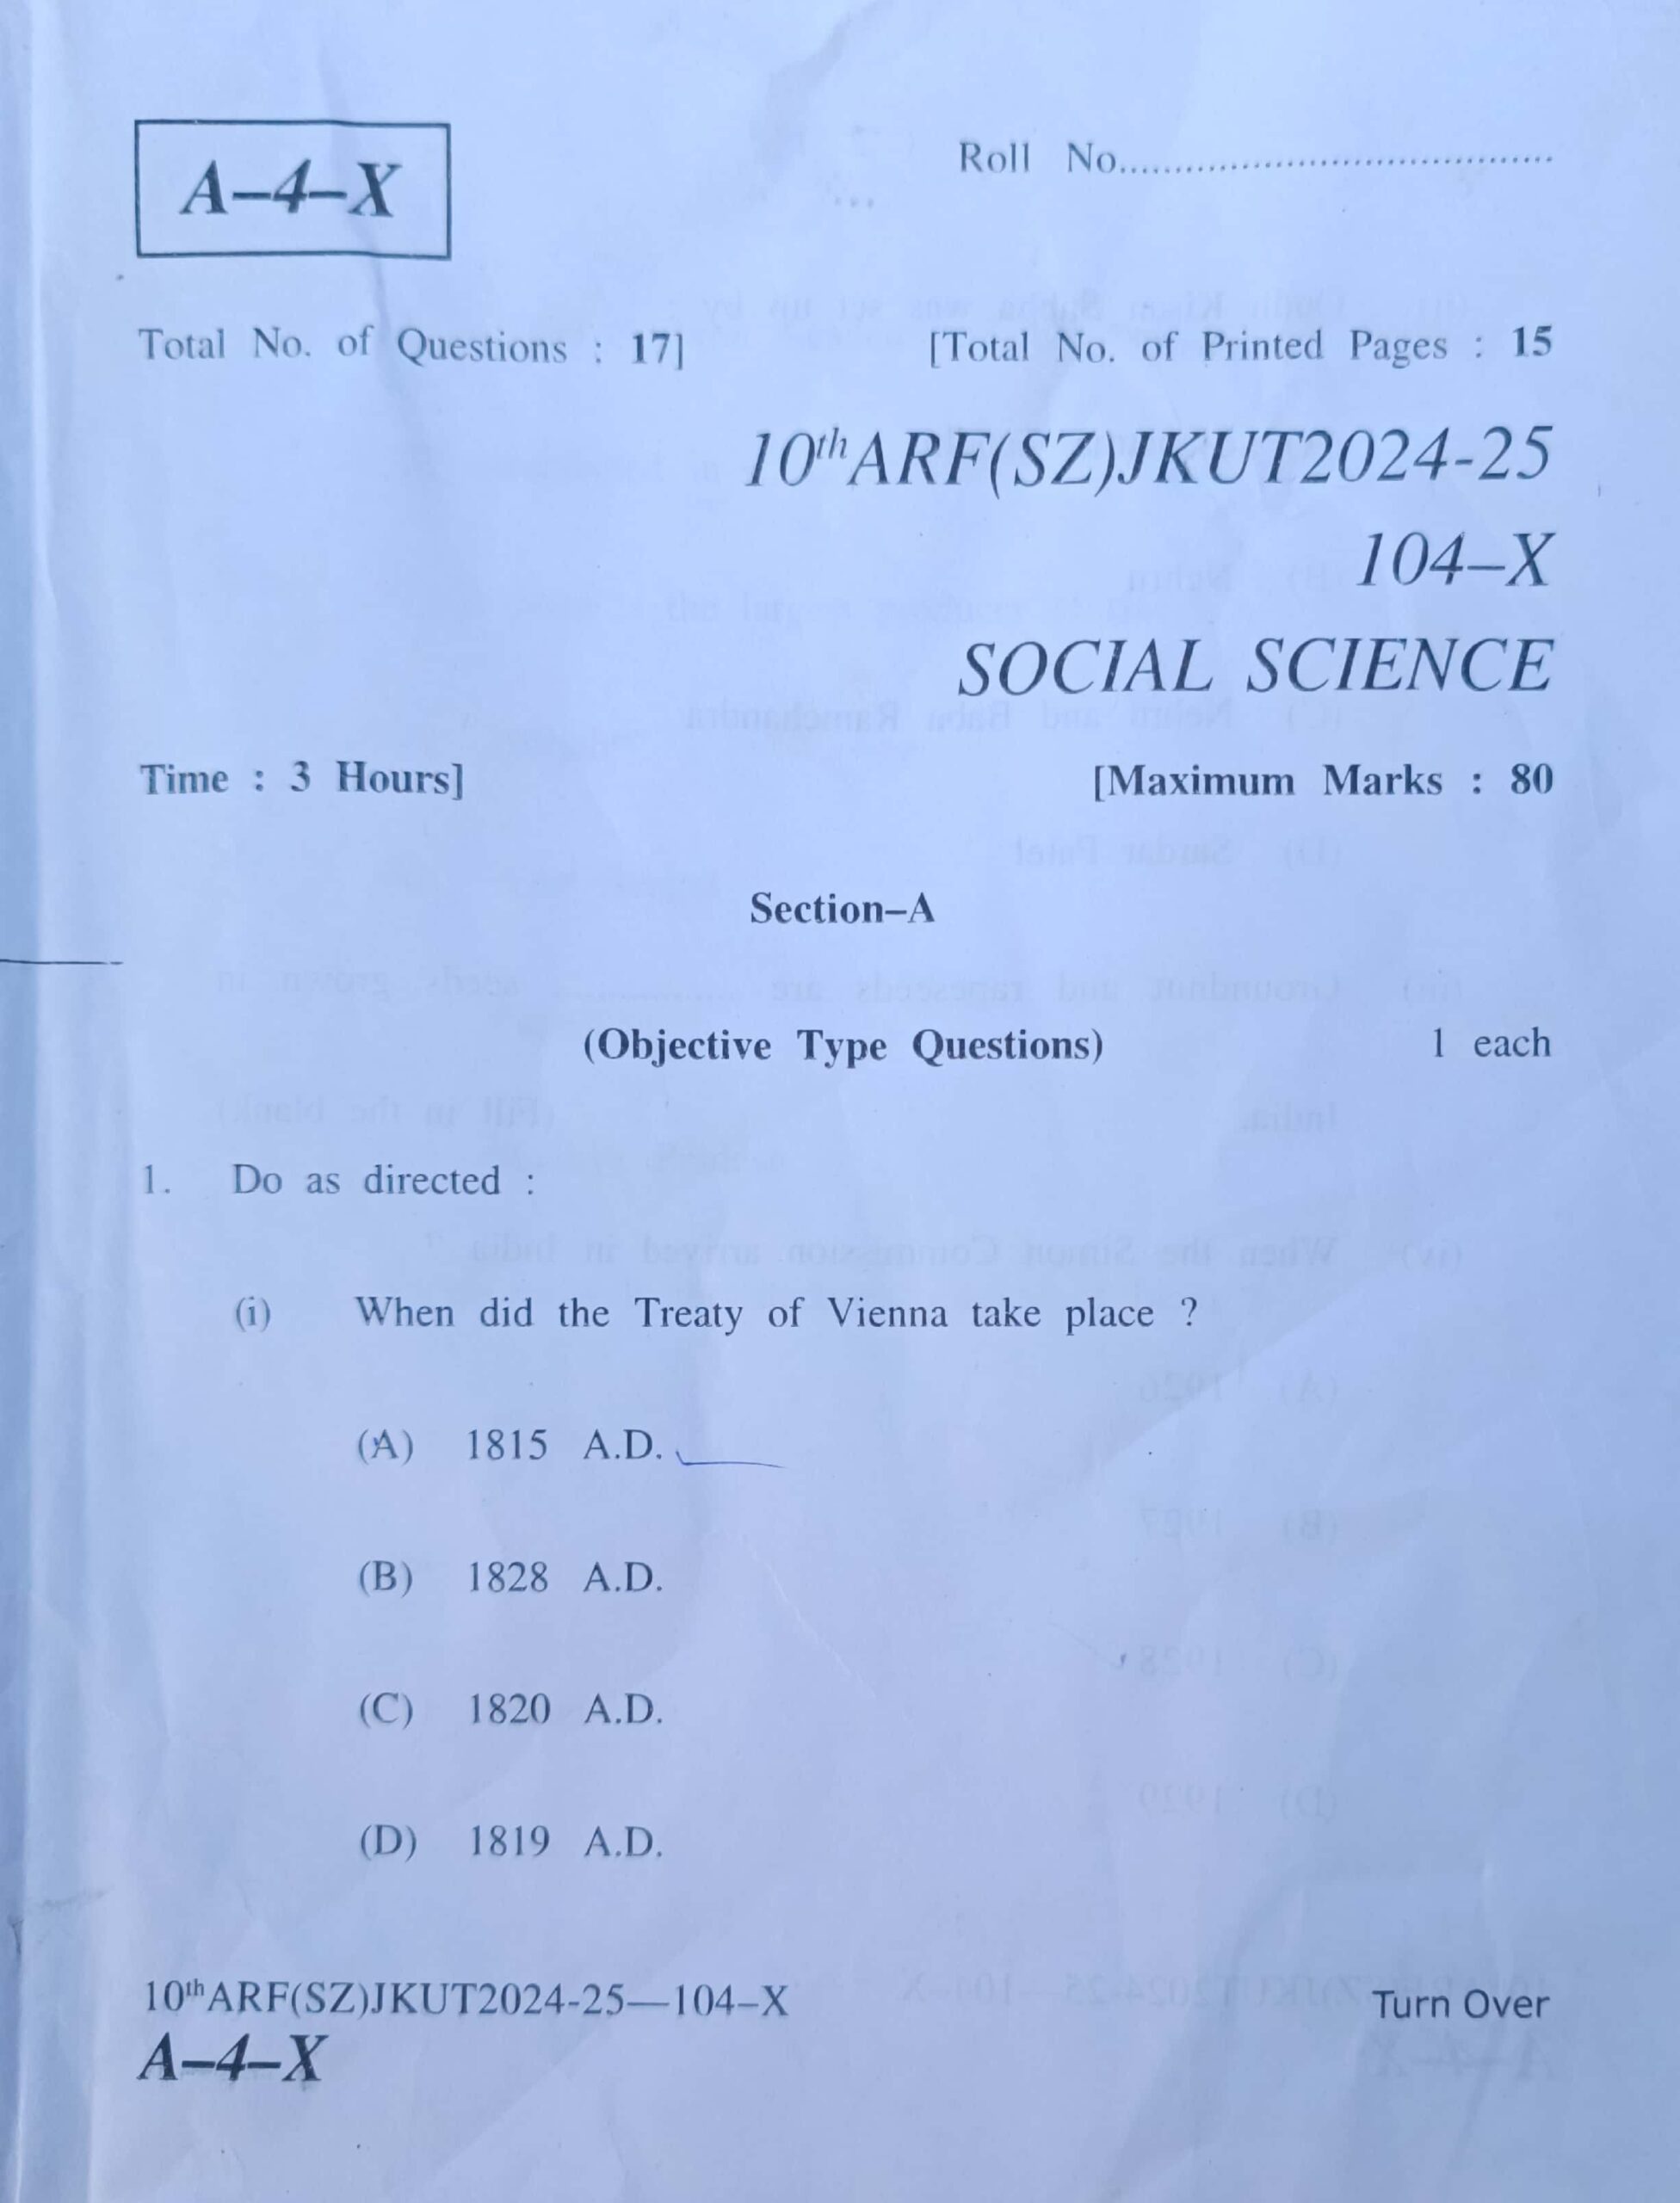 A–4–X
Roll No.......................................
Total No. of Questions : 17]
[Total No. of Printed Pages : 15
10thARF(SZ)JKUT2024-25
104–X
SOCIAL SCIENCE
Time : 3 Hours]
[Maximum Marks : 80
Section–A
(Objective Type Questions) 1 each
1. Do as directed :
(i) When did the Treaty of Vienna take place ?
(A) 1815 A.D.
(B) 1828 A.D.
(C) 1820 A.D.
(D) 1819 A.D.
10thARF(SZ)JKUT2024-25—104–X
Turn Over
A–4–X